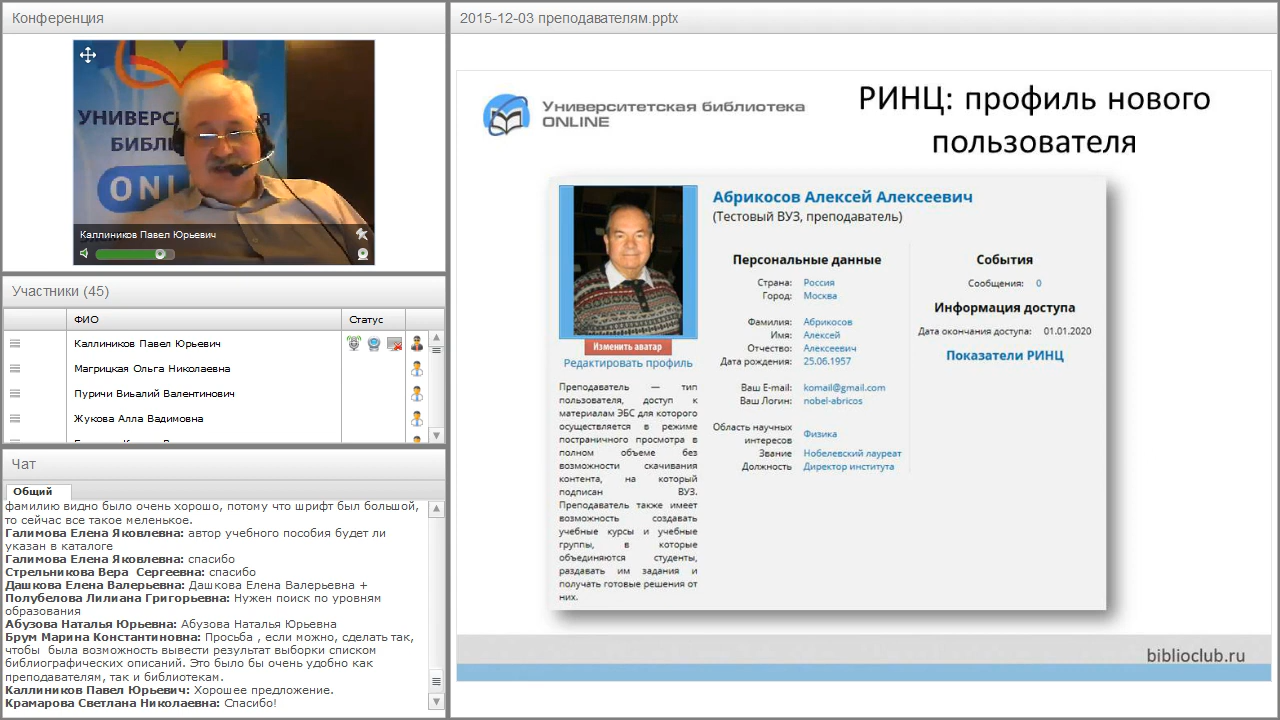 Конференция
УНИВЕРС
БИБЛ
ONL
Каллиников Павел Юрьевич
Участники (45)
ФИО
Статус
Каллиников Павел Юрьевич
Магрицкая Ольга Николаевна
Пуричи Виьалий Валентинович
Жукова Алла Вадимовна
Чат
Общий
фамилию видно было очень хорошо, потому что шрифт был большой,
то сейчас все такое меленькое.
Галимова Елена Яковлевна: автор учебного пособия будет ли
указан в каталоге
Галимова Елена Яковлевна: спасибо
Стрельникова Вера Сергеевна: спасибо
Дашкова Елена Валерьевна: Дашкова Елена Валерьевна +
Полубелова Лилиана Григорьевна: Нужен поиск по уровням
образования
Абузова Наталья Юрьевна: Абузова Наталья Юрьевна
Брум Марина Константиновна: Просьба , если можно, сделать так,
чтобы была возможность вывести результат выборки списком
библиографических описаний. Это было бы очень удобно как
преподавателям, так и библиотекам.
Каллиников Павел Юрьевич: Хорошее предложение.
Крамарова Светлана Николаевна: Спасибо!
2015-12-03 преподавателям.pptx
Университетская библиотека
ONLINE
РИНЦ: профиль нового
пользователя
Изменить аватар
Редактировать профиль
Преподаватель — тип
пользователя, доступ к
материалам ЭБС для которого
осуществляется в режиме
постраничного просмотра в
полном объеме без
возможности скачивания
контента, на который
подписан ВУЗ.
Преподаватель также имеет
возможность создавать
учебные курсы и учебные
группы, в которые
объединяются студенты,
раздавать им задания и
получать готовые решения от
них.
Абрикосов Алексей Алексеевич
(Тестовый ВУЗ, преподаватель)
Персональные данные
Страна: Россия
Город: Москва
Фамилия: Абрикосов
Имя: Алексей
Отчество: Алексеевич
Дата рождения: 25.06.1957
Ваш E-mail: komail@gmail.com
Ваш Логин: nobel-abricos
Область научных
интересов Физика
Звание Нобелевский лауреат
Должность Директор института
События
Сообщения: 0
Информация доступа
Дата окончания доступа: 01.01.2020
Показатели РИНЦ
biblioclub.ru